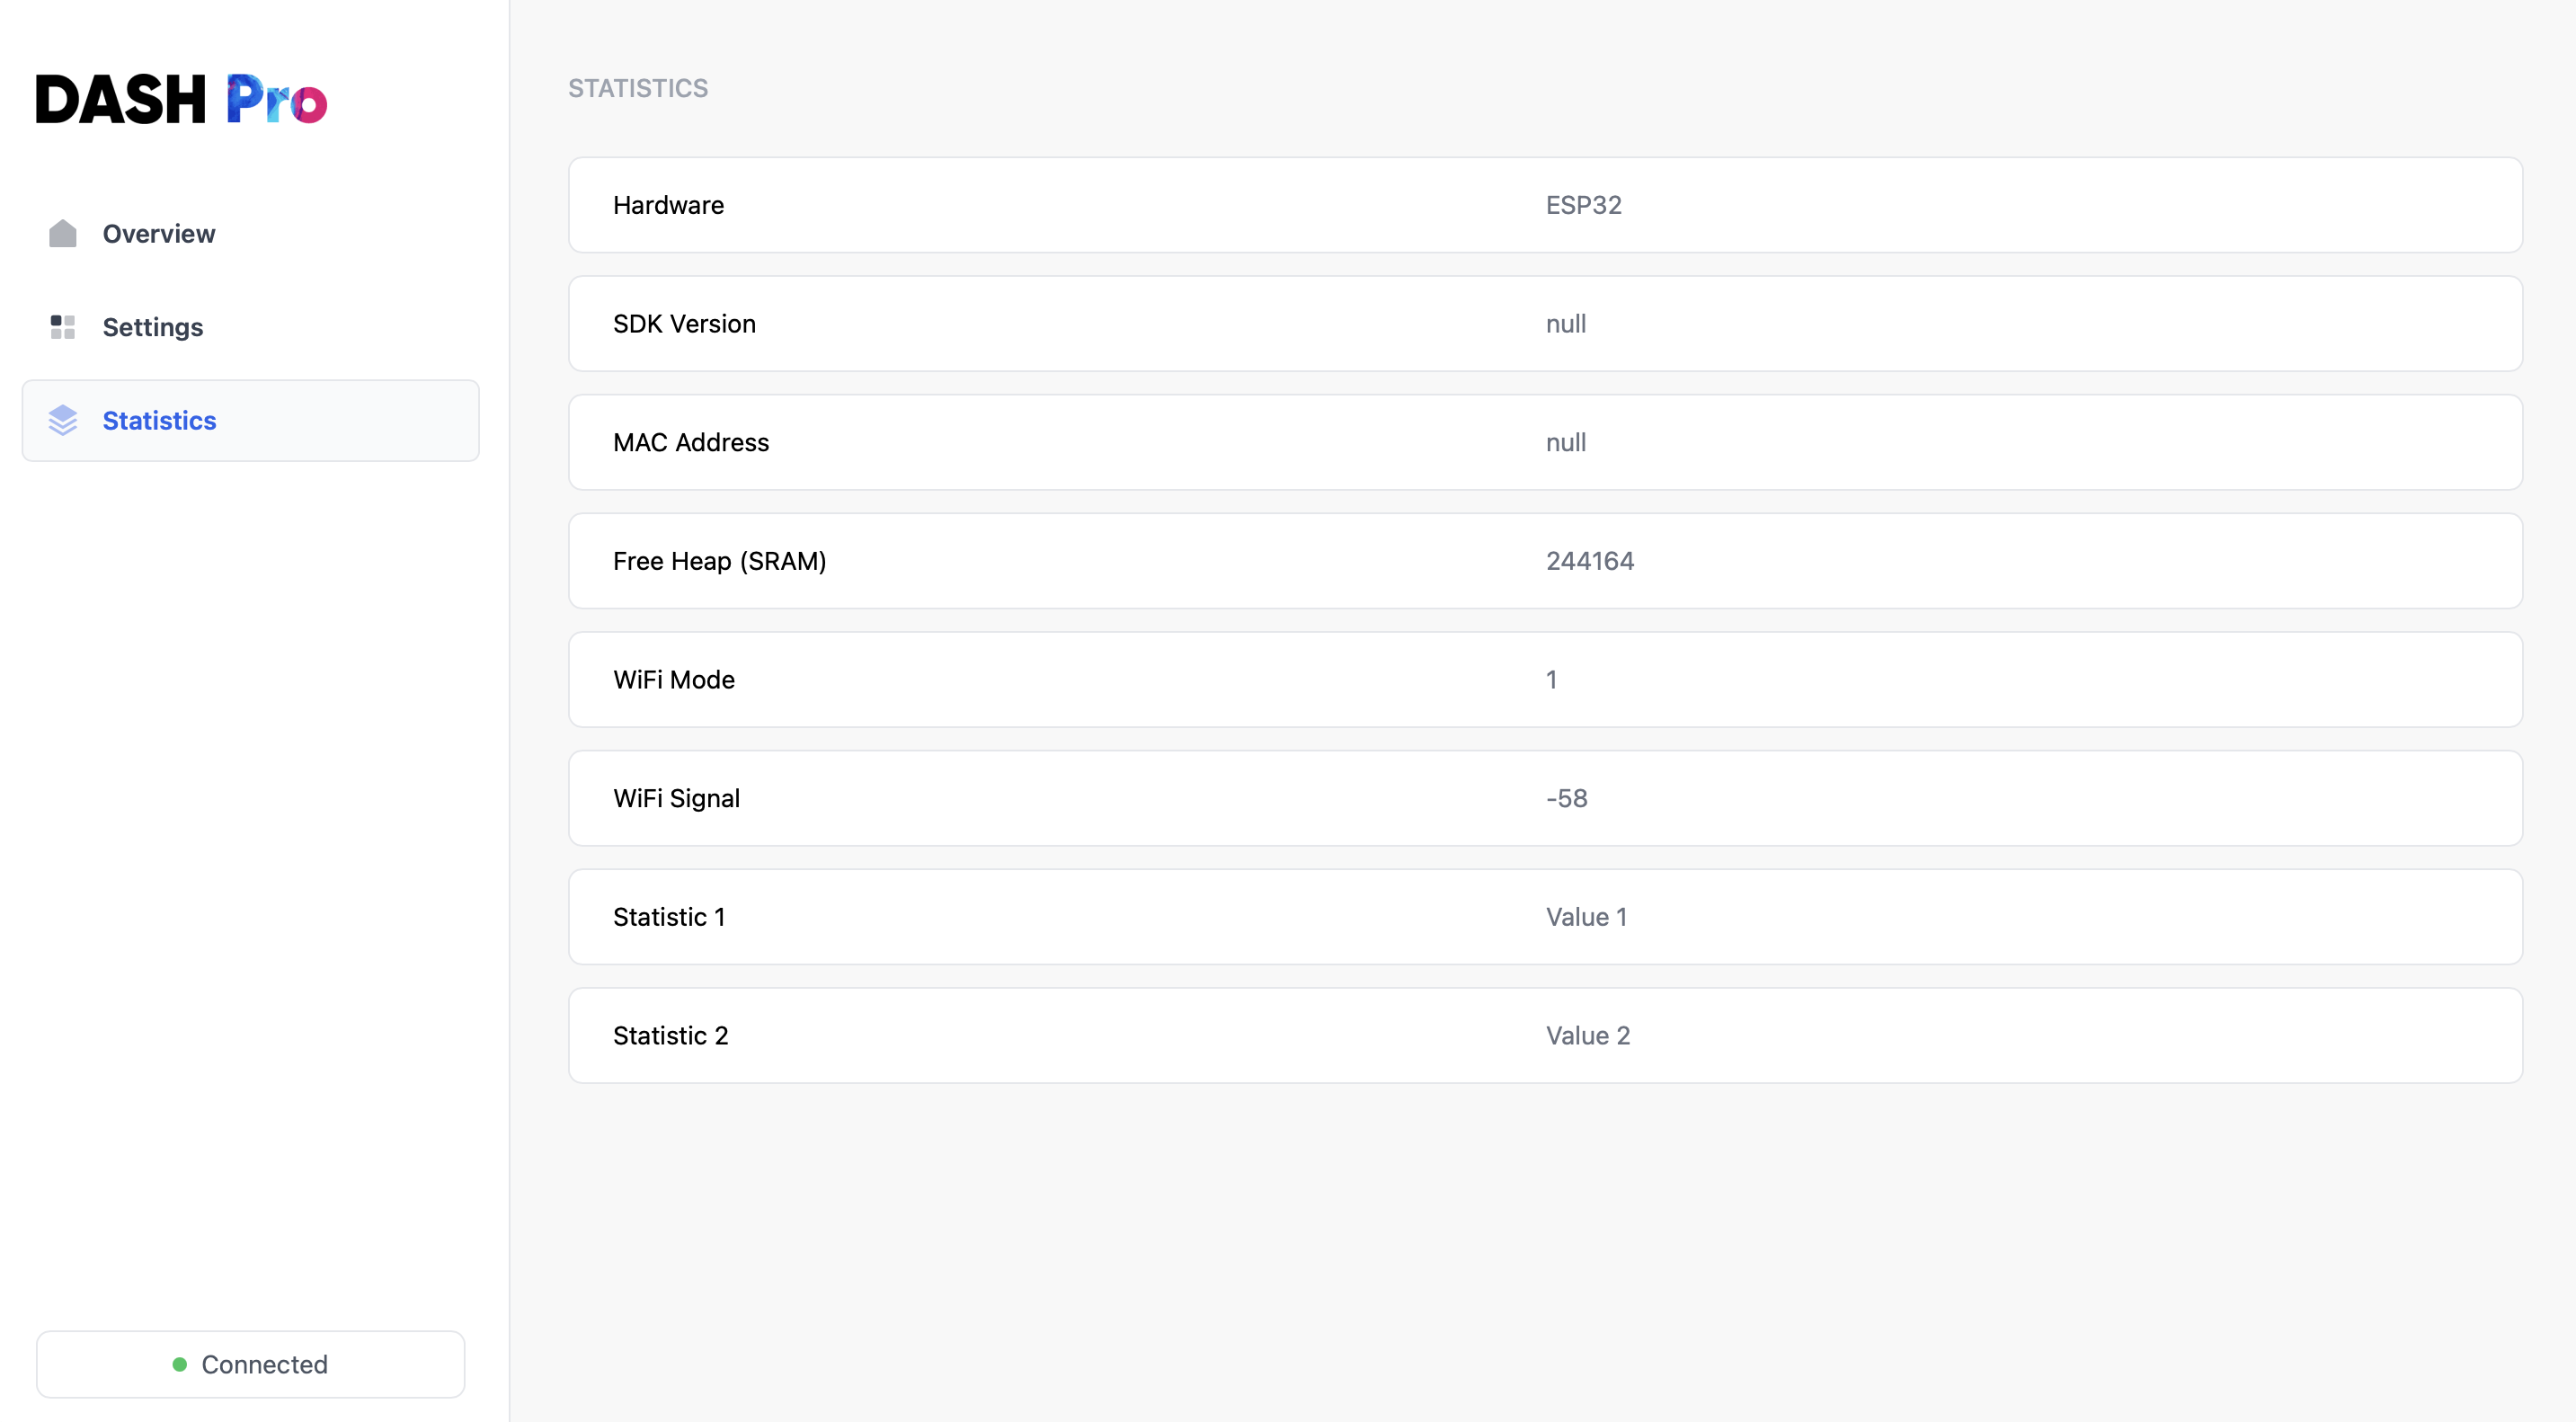 DASH Pro
Overview
Settings
Statistics
Connected
STATISTICS
Hardware ESP32
SDK Version null
MAC Address null
Free Heap (SRAM) 244164
WiFi Mode 1
WiFi Signal -58
Statistic 1 Value 1
Statistic 2 Value 2